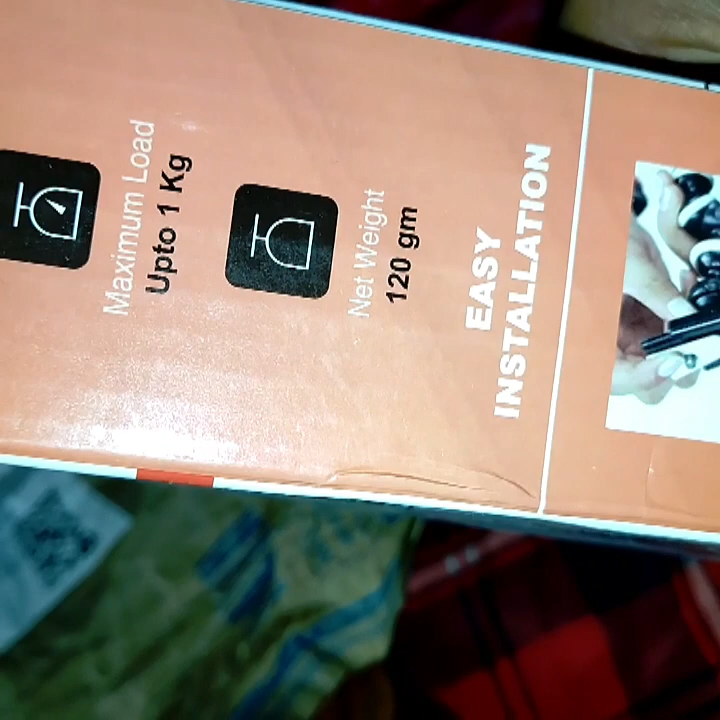 Maximum Load
Upto 1 Kg
Net Weight
120 gm
EASY
INSTALLATION